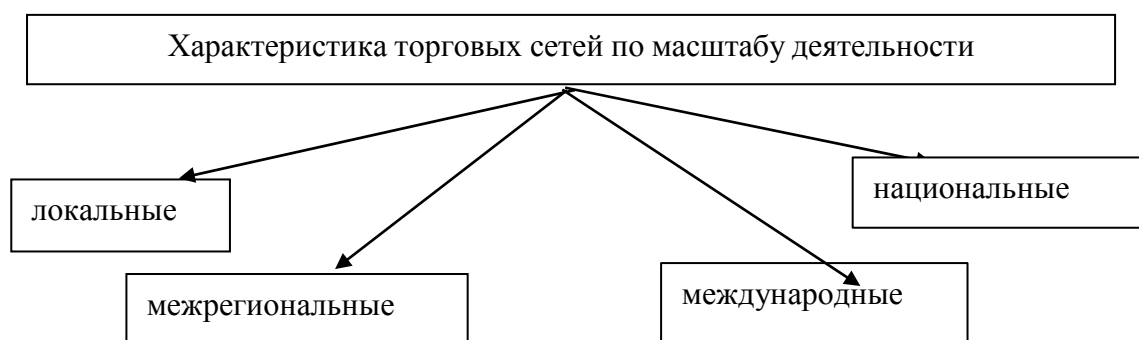 Характеристика торговых сетей по масштабу деятельности
локальные
национальные
межрегиональные
международные